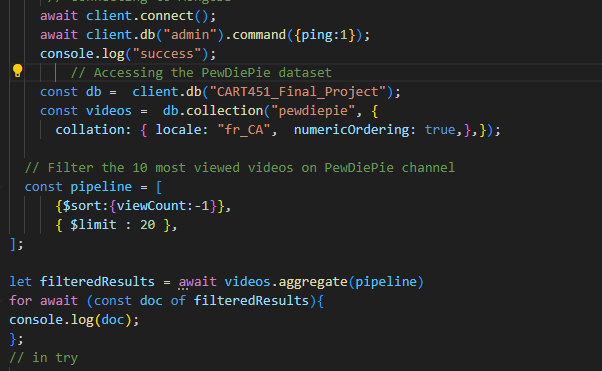 await client.connect();
await client.db("admin").command({ping:1});
console.log("success");
// Accessing the PewDiePie dataset
const db =  client.db("CART451_Final_Project");
const videos =  db.collection("pewdiepie", {
collation: { locale: "fr_CA",  numericOrdering: true,},});
// Filter the 10 most viewed videos on PewDiePie channel
const pipeline = [
{$sort:{viewCount:-1}},
{ $limit : 20 },
];
let filteredResults = await videos.aggregate(pipeline)
for await (const doc of filteredResults){
console.log(doc);
};
// in try